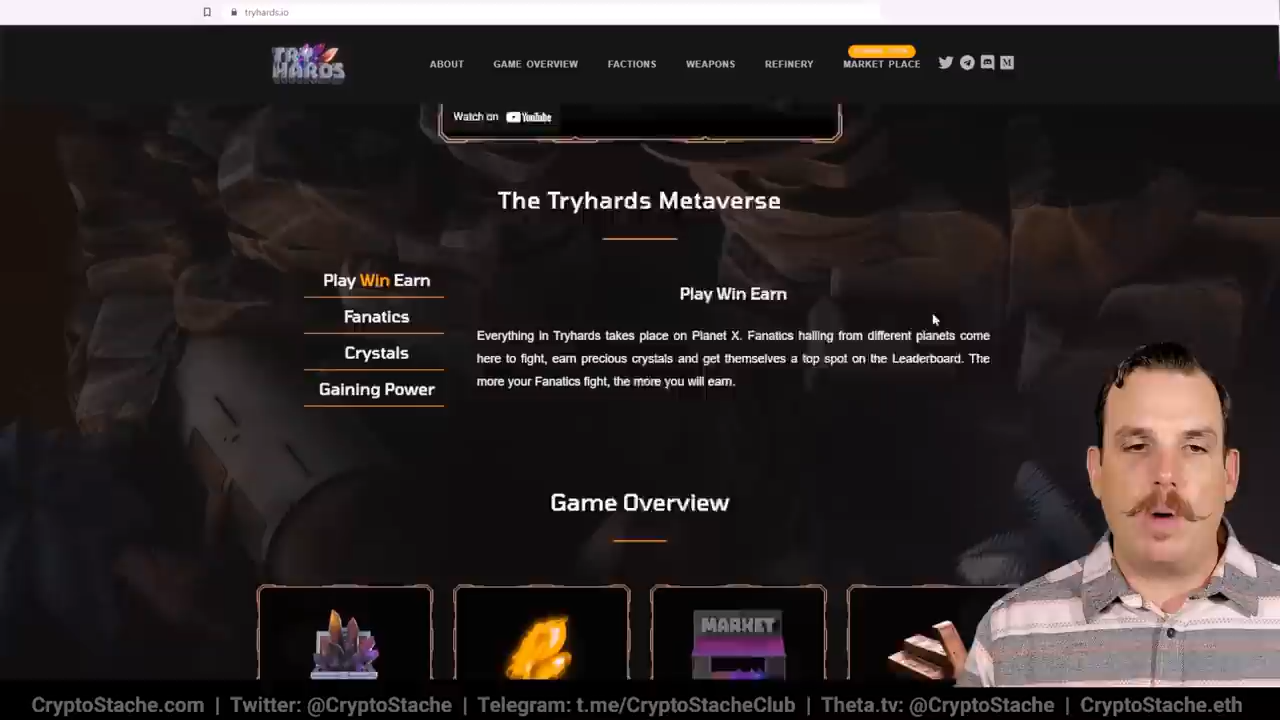 tryhards.io
TRY HARDS
ABOUT
GAME OVERVIEW
FACTIONS
WEAPONS
REFINERY
MARKET PLACE
Watch on YouTube
The Tryhards Metaverse
Play Win Earn
Fanatics
Crystals
Gaining Power
Play Win Earn
Everything in Tryhards takes place on Planet X. Fanatics hailing from different planets come
here to fight, earn precious crystals and get themselves a top spot on the Leaderboard. The
more your Fanatics fight, the more you will earn.
Game Overview
MARKET
CryptoStache.com | Twitter: @CryptoStache | Telegram: t.me/CryptoStacheClub | Theta.tv: @CryptoStache | CryptoStache.eth